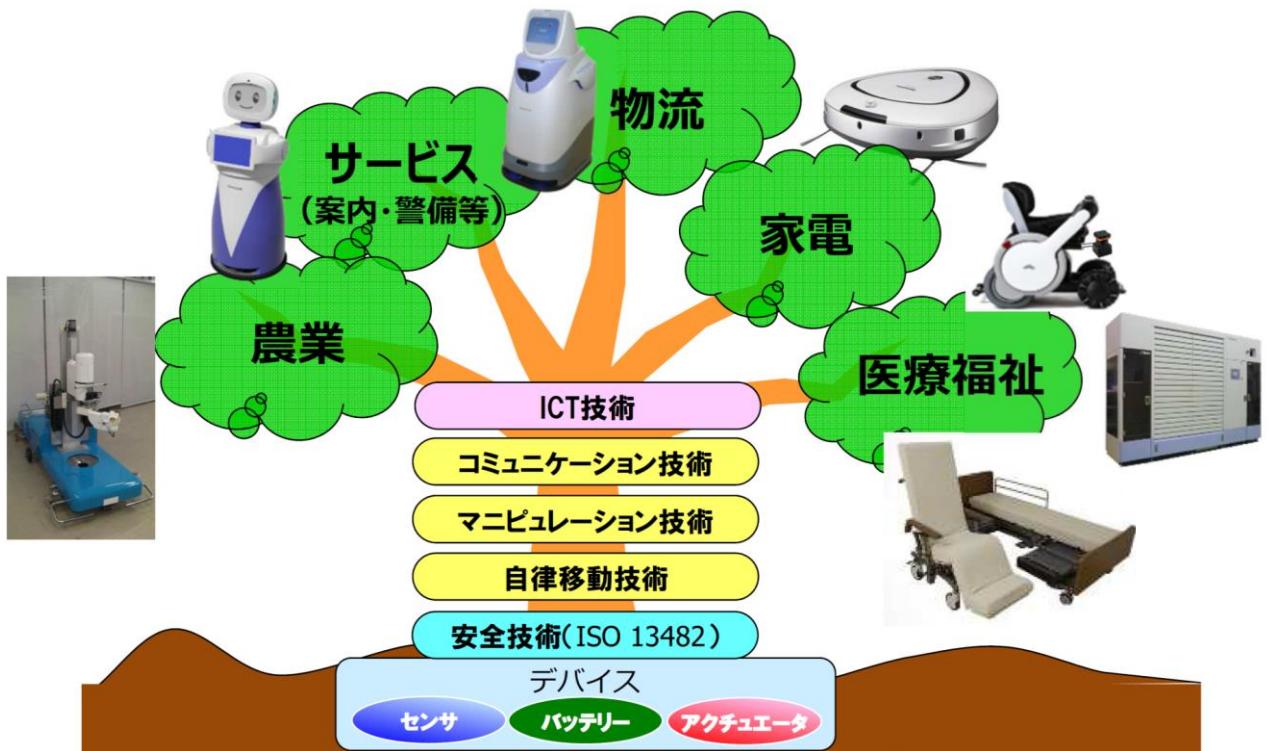 物流
サービス
（案内・警備等）
家電
農業
医療福祉
ICT技術
コミュニケーション技術
マニピュレーション技術
自律移動技術
安全技術(ISO 13482)
デバイス
センサ
バッテリー
アクチュエータ